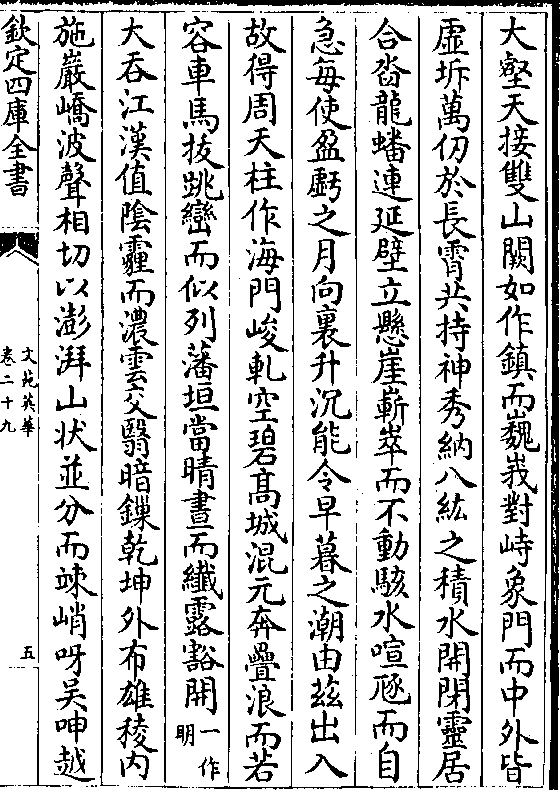 大壑天接雙山闕如作鎮而巍峩對峙象門而中外皆
虛坼萬仞於長霄共持神秀納八紘之積水開閉靈居
合沓龍蟠連延壁立懸崖嶄崒而不動駭水喧豗而自
急每使盈虧之月向裏升沉能令早暮之潮由茲出入
故得周天柱作海門峻軋空碧髙城混元奔疊浪而若
容車馬拔跳巒而似列藩垣當晴晝而纖露豁開一作明
大吞江漢值陰霾而濃雲交翳暗鏁乾坤外布雄稜内
施巖嶠波聲相切以澎湃山狀並分而竦峭呀吴呻越
欽定四庫全書
文苑英華
卷二十九
五